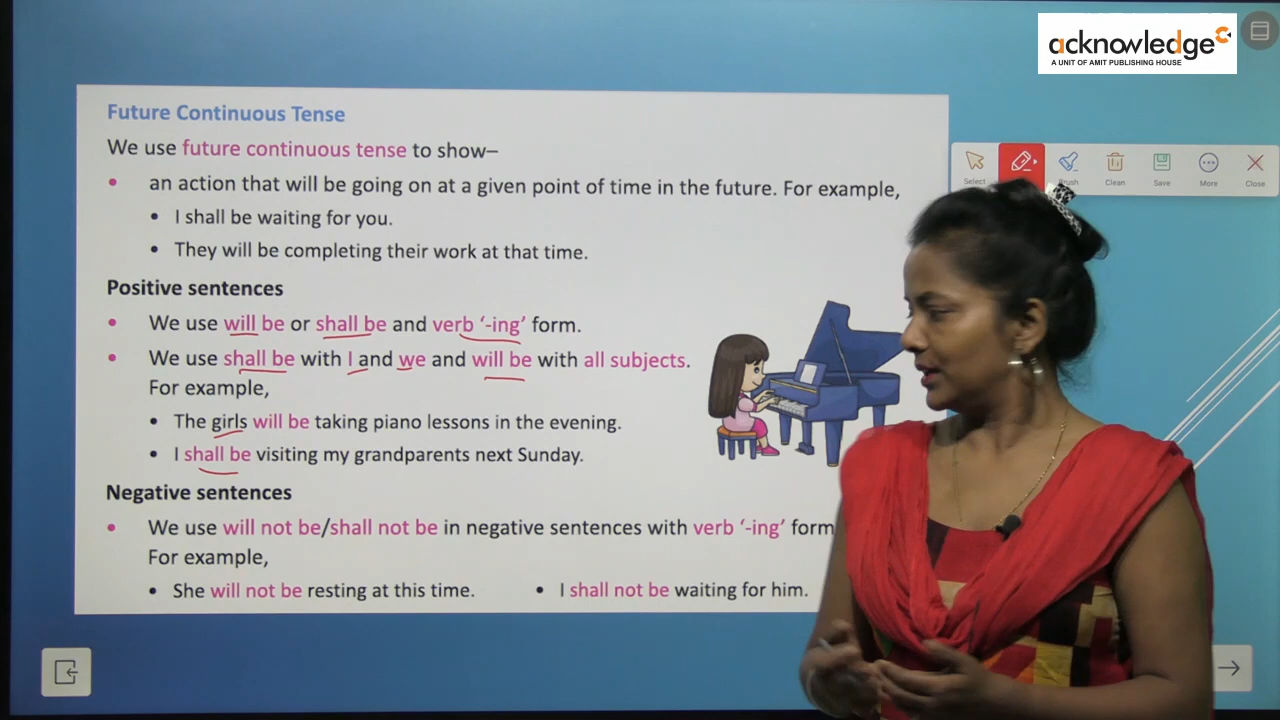 acknowledge
A UNIT OF AMIT PUBLISHING HOUSE
Select
Brush
Clean
Save
More
Close
Future Continuous Tense
We use future continuous tense to show–
• an action that will be going on at a given point of time in the future. For example,
• I shall be waiting for you.
• They will be completing their work at that time.
Positive sentences
• We use will be or shall be and verb ‘-ing’ form.
• We use shall be with I and we and will be with all subjects.
For example,
• The girls will be taking piano lessons in the evening.
• I shall be visiting my grandparents next Sunday.
Negative sentences
• We use will not be/shall not be in negative sentences with verb ‘-ing’ form
For example,
• She will not be resting at this time. • I shall not be waiting for him.